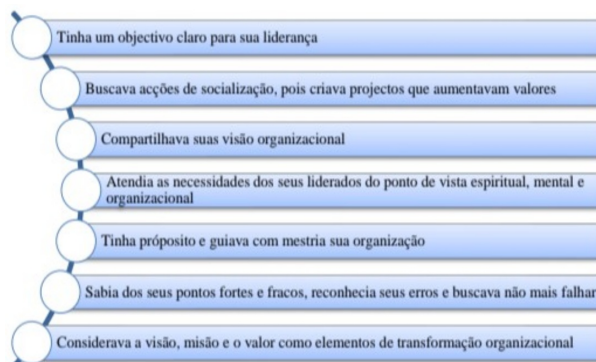 Tinha um objectivo claro para sua liderança
Buscava acções de socialização, pois criava projectos que aumentavam valores
Compartilhava suas visão organizacional
Atendia as necessidades dos seus liderados do ponto de vista espiritual, mental e
organizacional
Tinha próposito e guiava com mestria sua organização
Sabia dos seus pontos fortes e fracos, reconhecia seus erros e buscava não mais falhar
Considerava a visão, misão e o valor como elementos de transformação organizacional